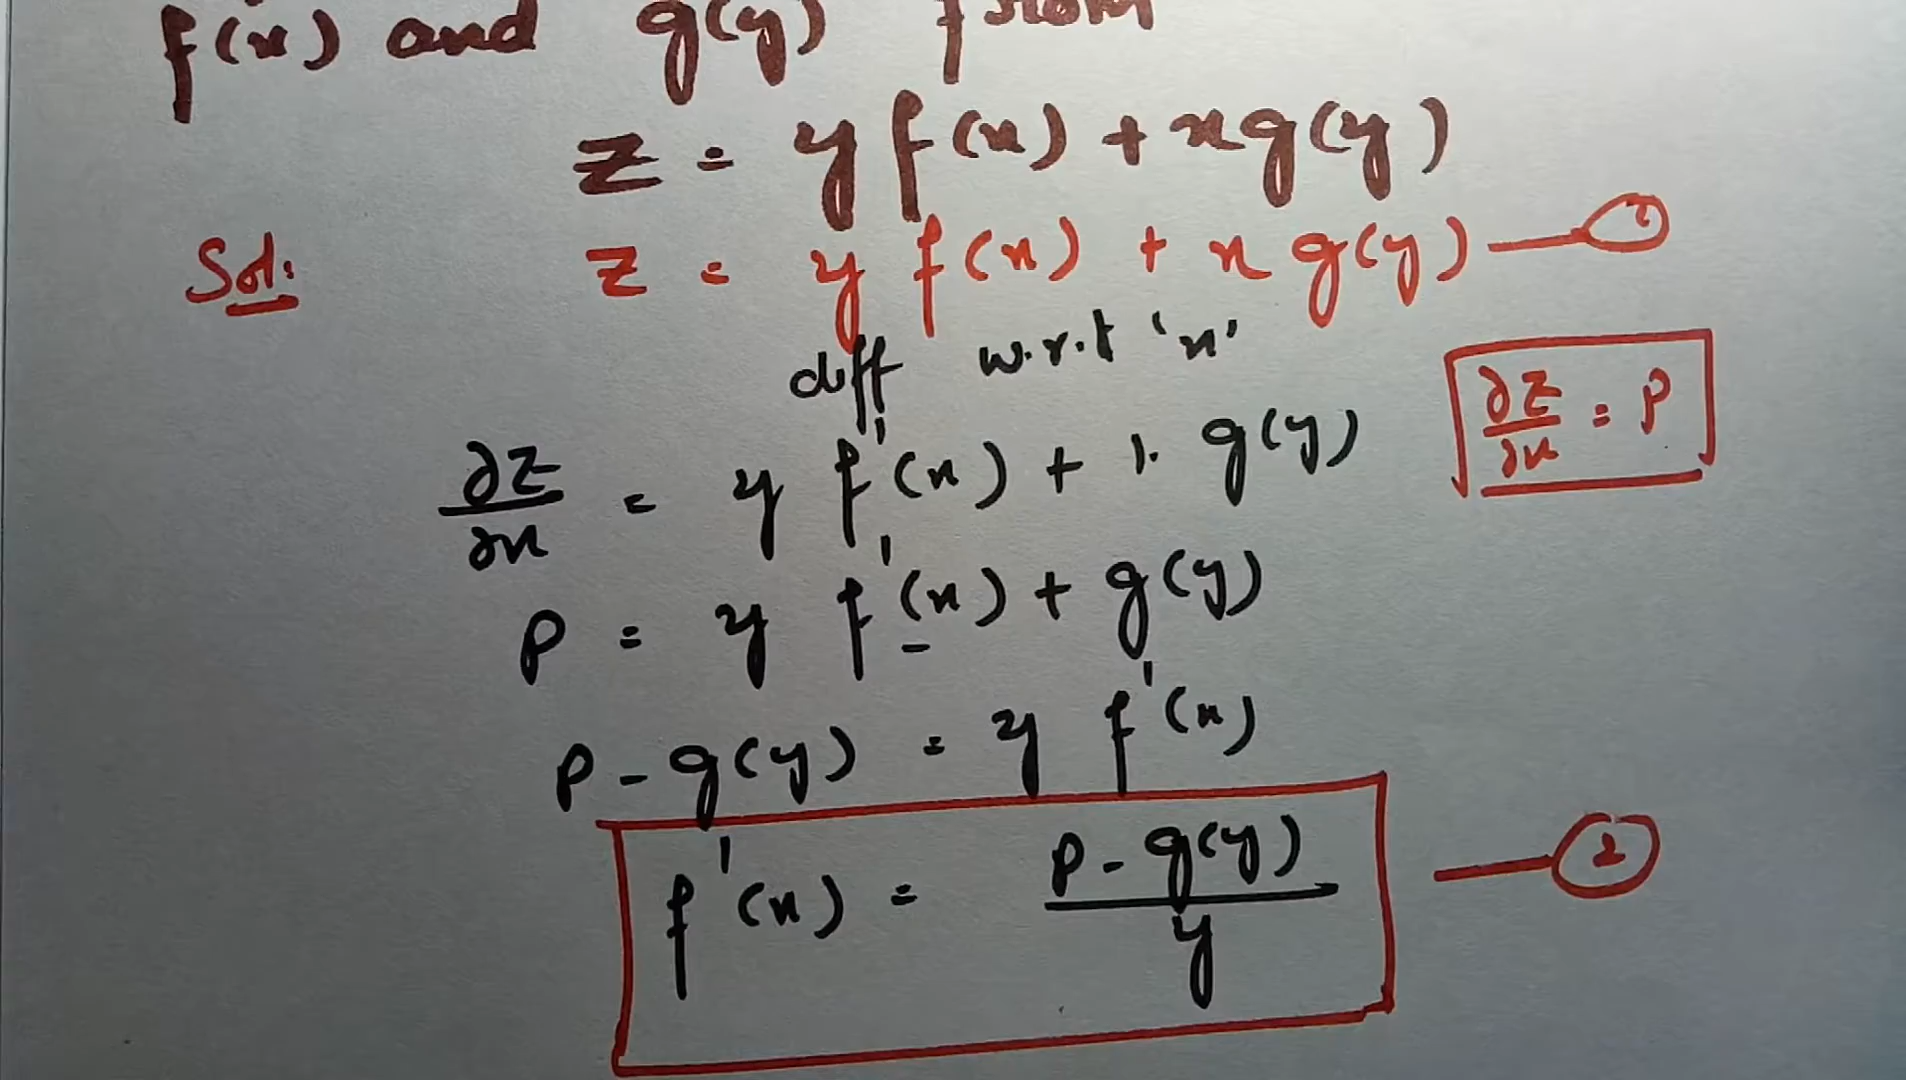 f(x) and g(y) from
Z = y f(x) + x g(y)
Sol: Z = y f(x) + x g(y) — 1
diff w.r.t 'x'
∂Z/∂x = y f'(x) + 1. g(y)
∂Z/∂x = P
P = y f'(x) + g(y)
P - g(y) = y f'(x)
f'(x) = P - g(y) / y — 2